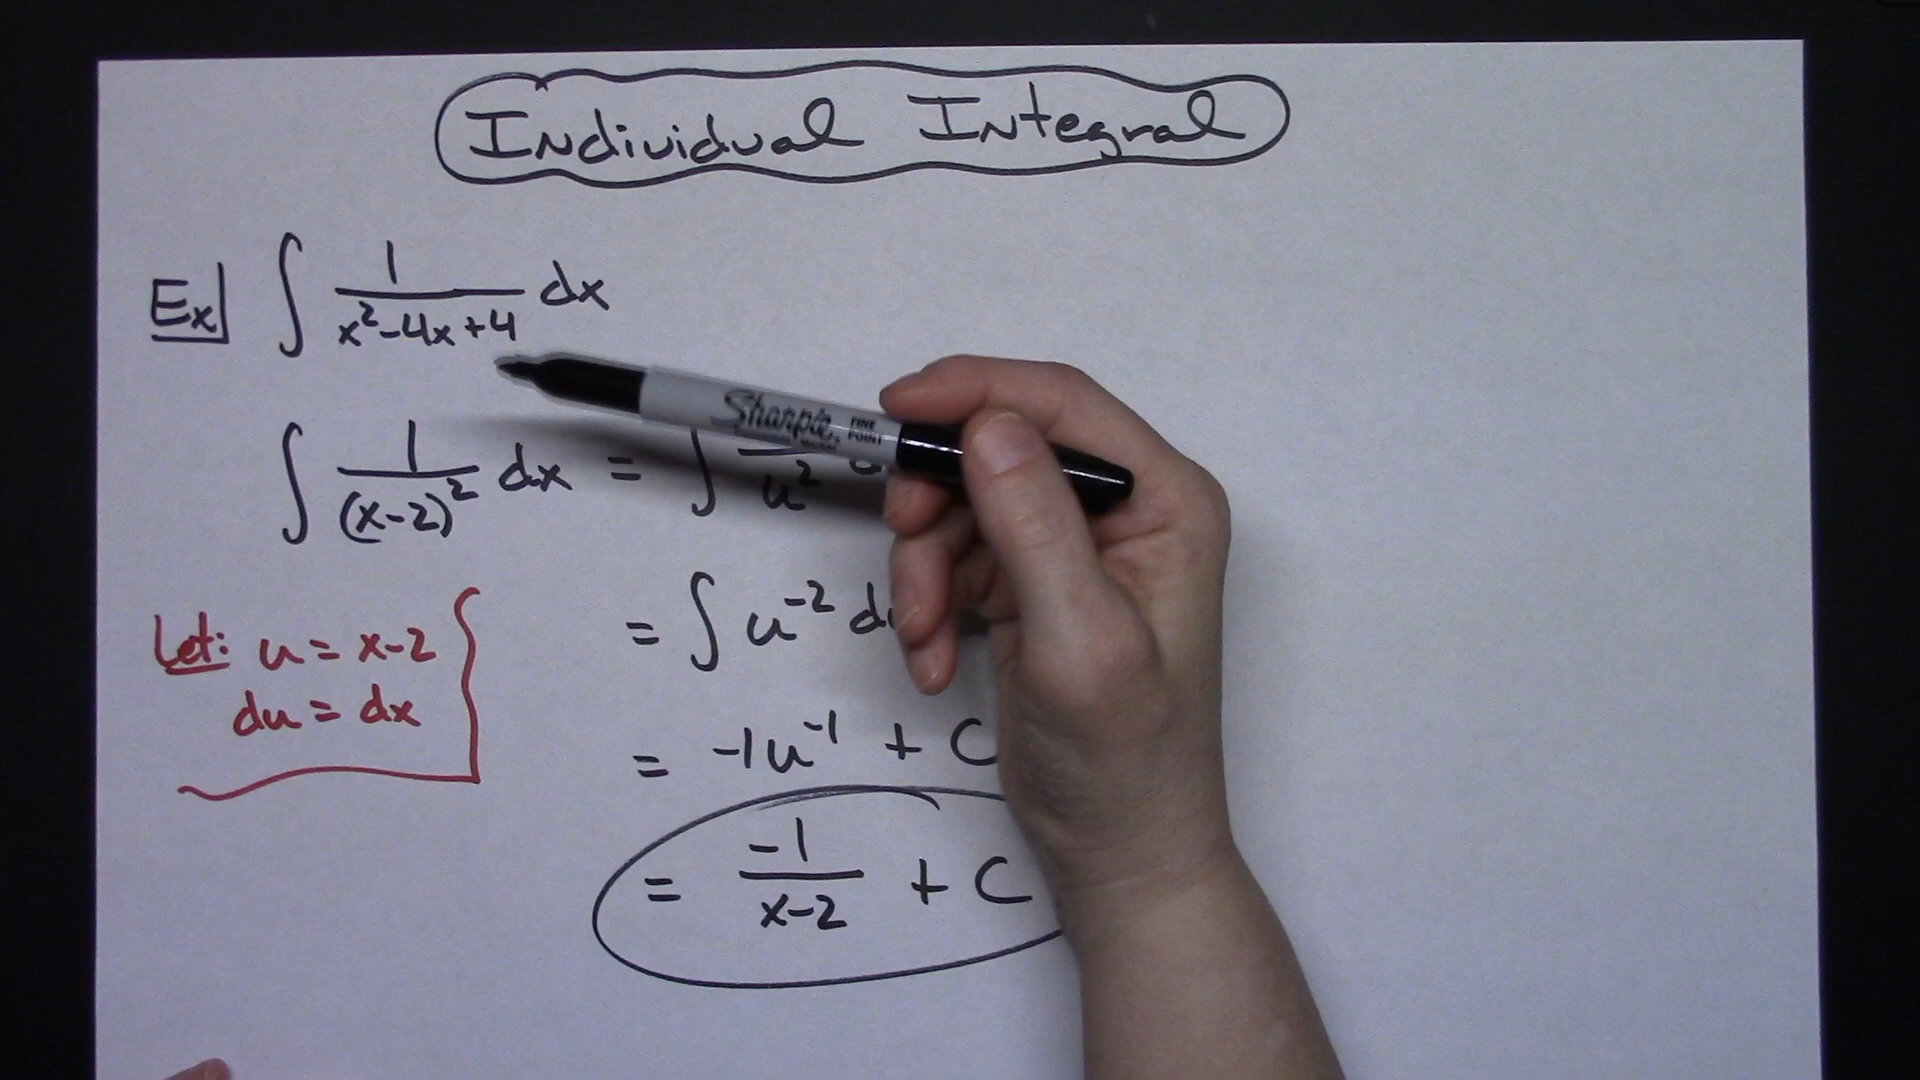 Individual Integral
Ex ∫ 1/(x²-4x+4) dx
∫ 1/(x-2)² dx = ∫ /u²
Sharpie. FINE POINT
Let: u = x-2
du = dx
= ∫ u⁻² du
= -1u⁻¹ + C
= -1/(x-2) + C